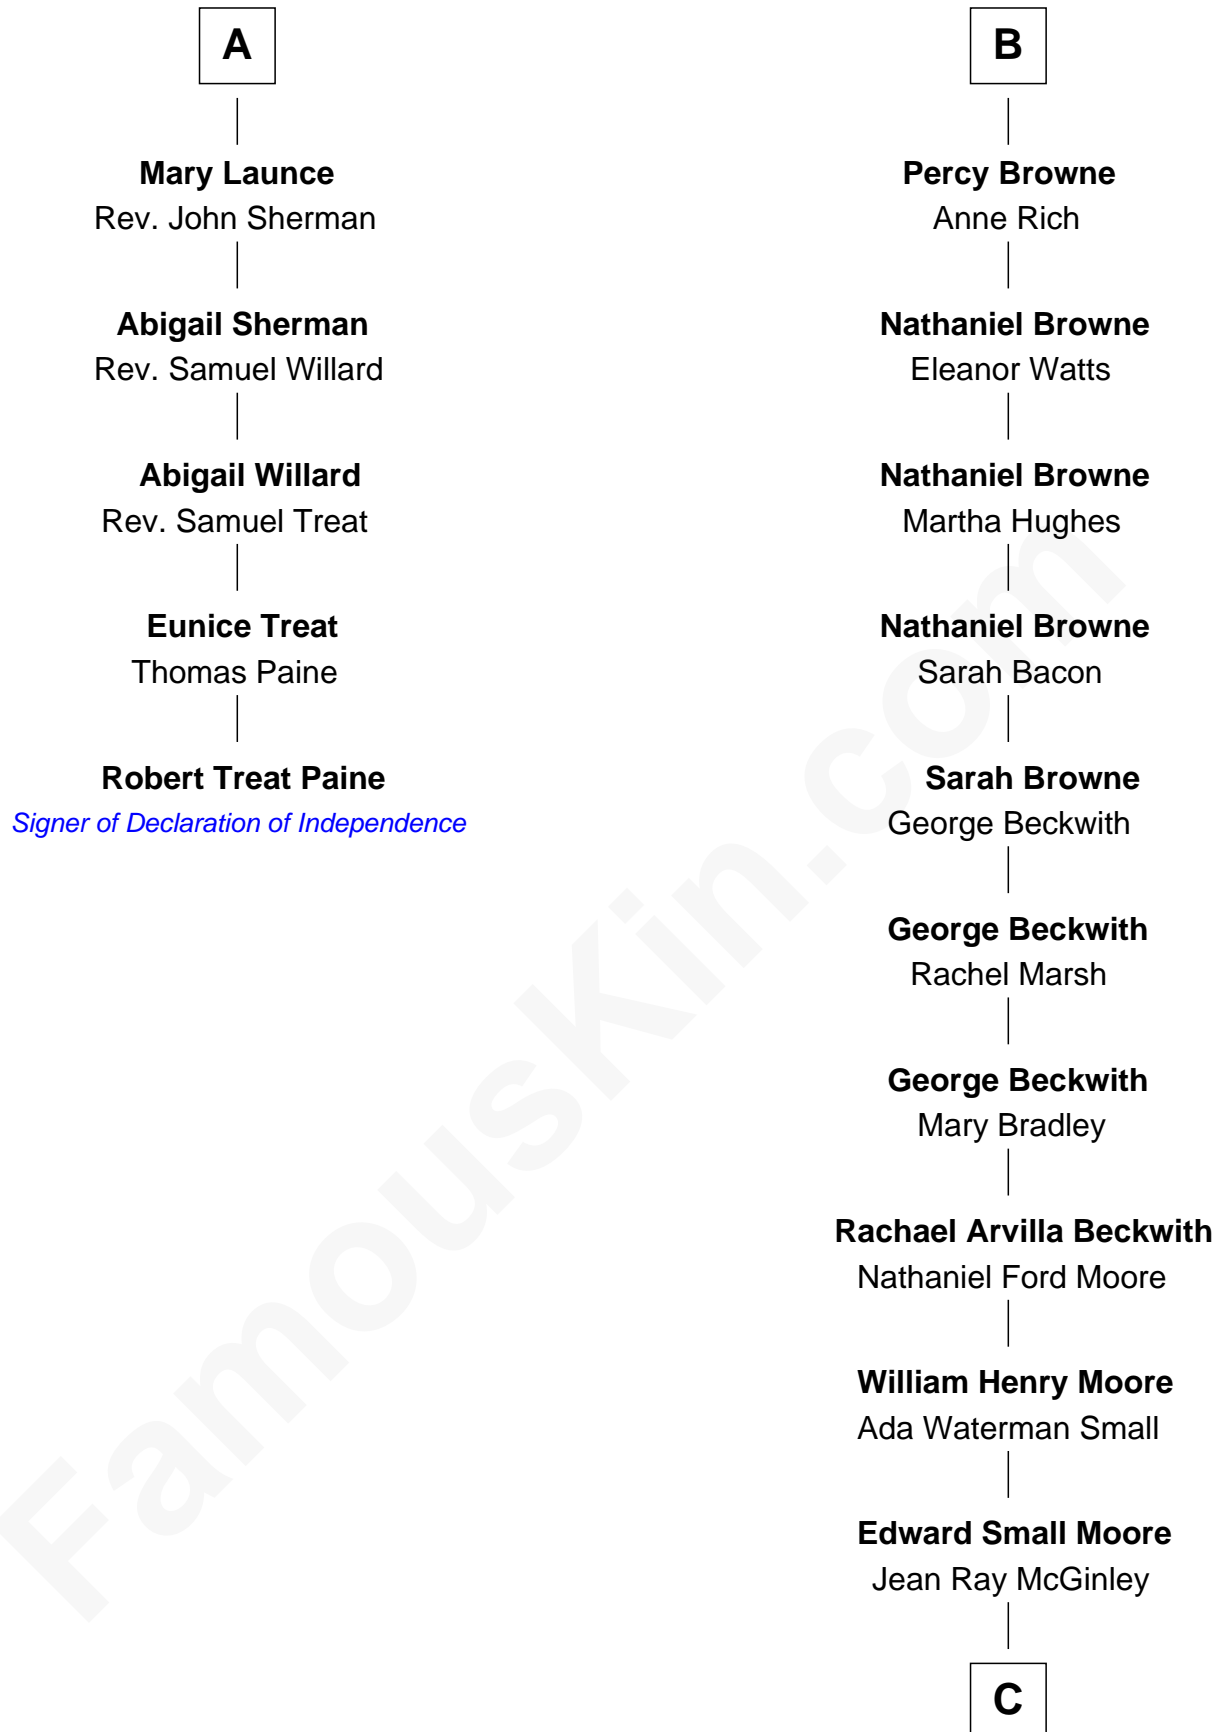 A
Mary Launce
Rev. John Sherman
Abigail Sherman
Rev. Samuel Willard
Abigail Willard
Rev. Samuel Treat
Eunice Treat
Thomas Paine
Robert Treat Paine
Signer of Declaration of Independence
B
Percy Browne
Anne Rich
Nathaniel Browne
Eleanor Watts
Nathaniel Browne
Martha Hughes
Nathaniel Browne
Sarah Bacon
Sarah Browne
George Beckwith
George Beckwith
Rachel Marsh
George Beckwith
Mary Bradley
Rachael Arvilla Beckwith
Nathaniel Ford Moore
William Henry Moore
Ada Waterman Small
Edward Small Moore
Jean Ray McGinley
C
FamousKin.com